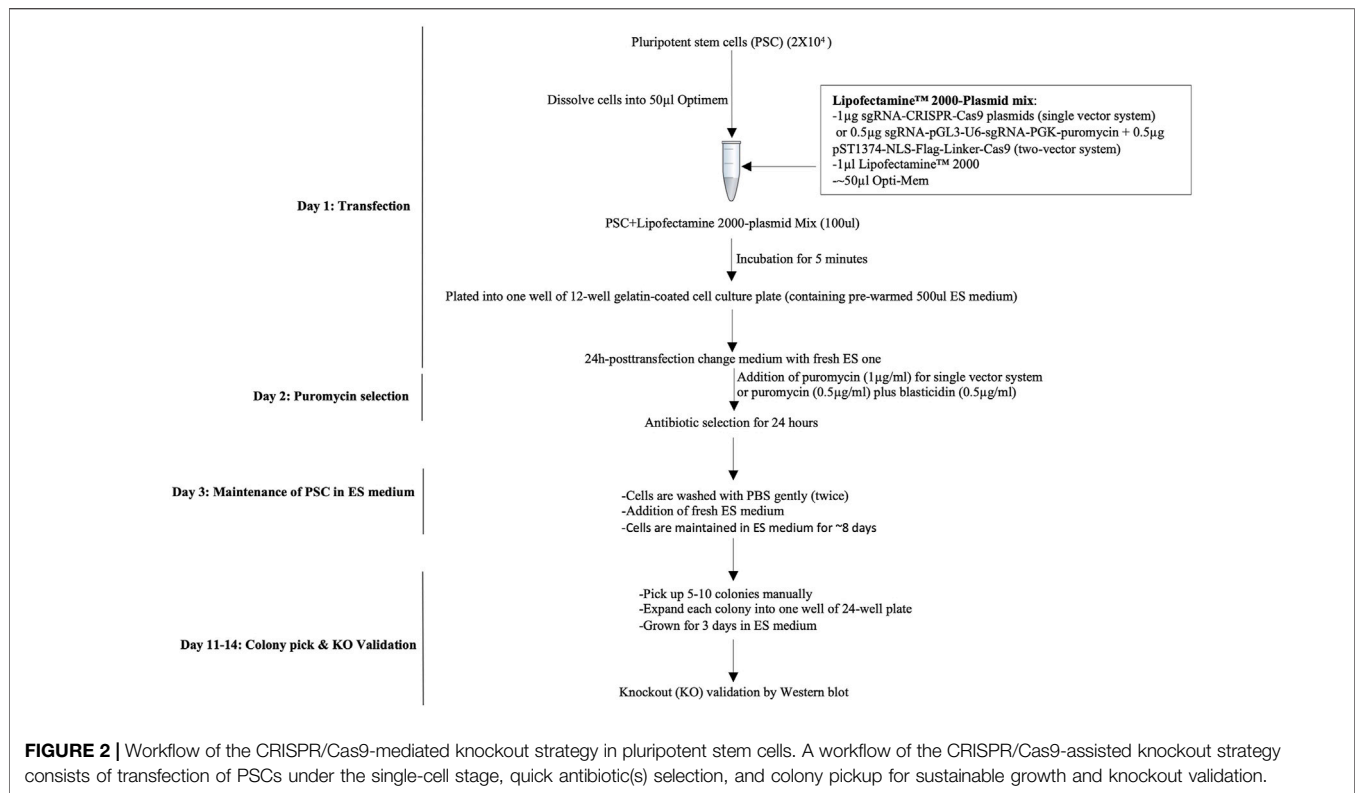 Pluripotent stem cells (PSC) (2X10⁴ )
Dissolve cells into 50µl Optimem
Lipofectamine™ 2000-Plasmid mix:
-1µg sgRNA-CRISPR-Cas9 plasmids (single vector system)
or 0.5µg sgRNA-pGL3-U6-sgRNA-PGK-puromycin + 0.5µg
pST1374-NLS-Flag-Linker-Cas9 (two-vector system)
-1µl Lipofectamine™ 2000
-~50µl Opti-Mem
Day 1: Transfection
PSC+Lipofectamine 2000-plasmid Mix (100ul)
Incubation for 5 minutes
Plated into one well of 12-well gelatin-coated cell culture plate (containing pre-warmed 500ul ES medium)
24h-posttransfection change medium with fresh ES one
Day 2: Puromycin selection
Addition of puromycin (1µg/ml) for single vector system
or puromycin (0.5µg/ml) plus blasticidin (0.5µg/ml)
Antibiotic selection for 24 hours
Day 3: Maintenance of PSC in ES medium
-Cells are washed with PBS gently (twice)
-Addition of fresh ES medium
-Cells are maintained in ES medium for ~8 days
Day 11-14: Colony pick & KO Validation
-Pick up 5-10 colonies manually
-Expand each colony into one well of 24-well plate
-Grown for 3 days in ES medium
Knockout (KO) validation by Western blot
FIGURE 2 | Workflow of the CRISPR/Cas9-mediated knockout strategy in pluripotent stem cells. A workflow of the CRISPR/Cas9-assisted knockout strategy
consists of transfection of PSCs under the single-cell stage, quick antibiotic(s) selection, and colony pickup for sustainable growth and knockout validation.